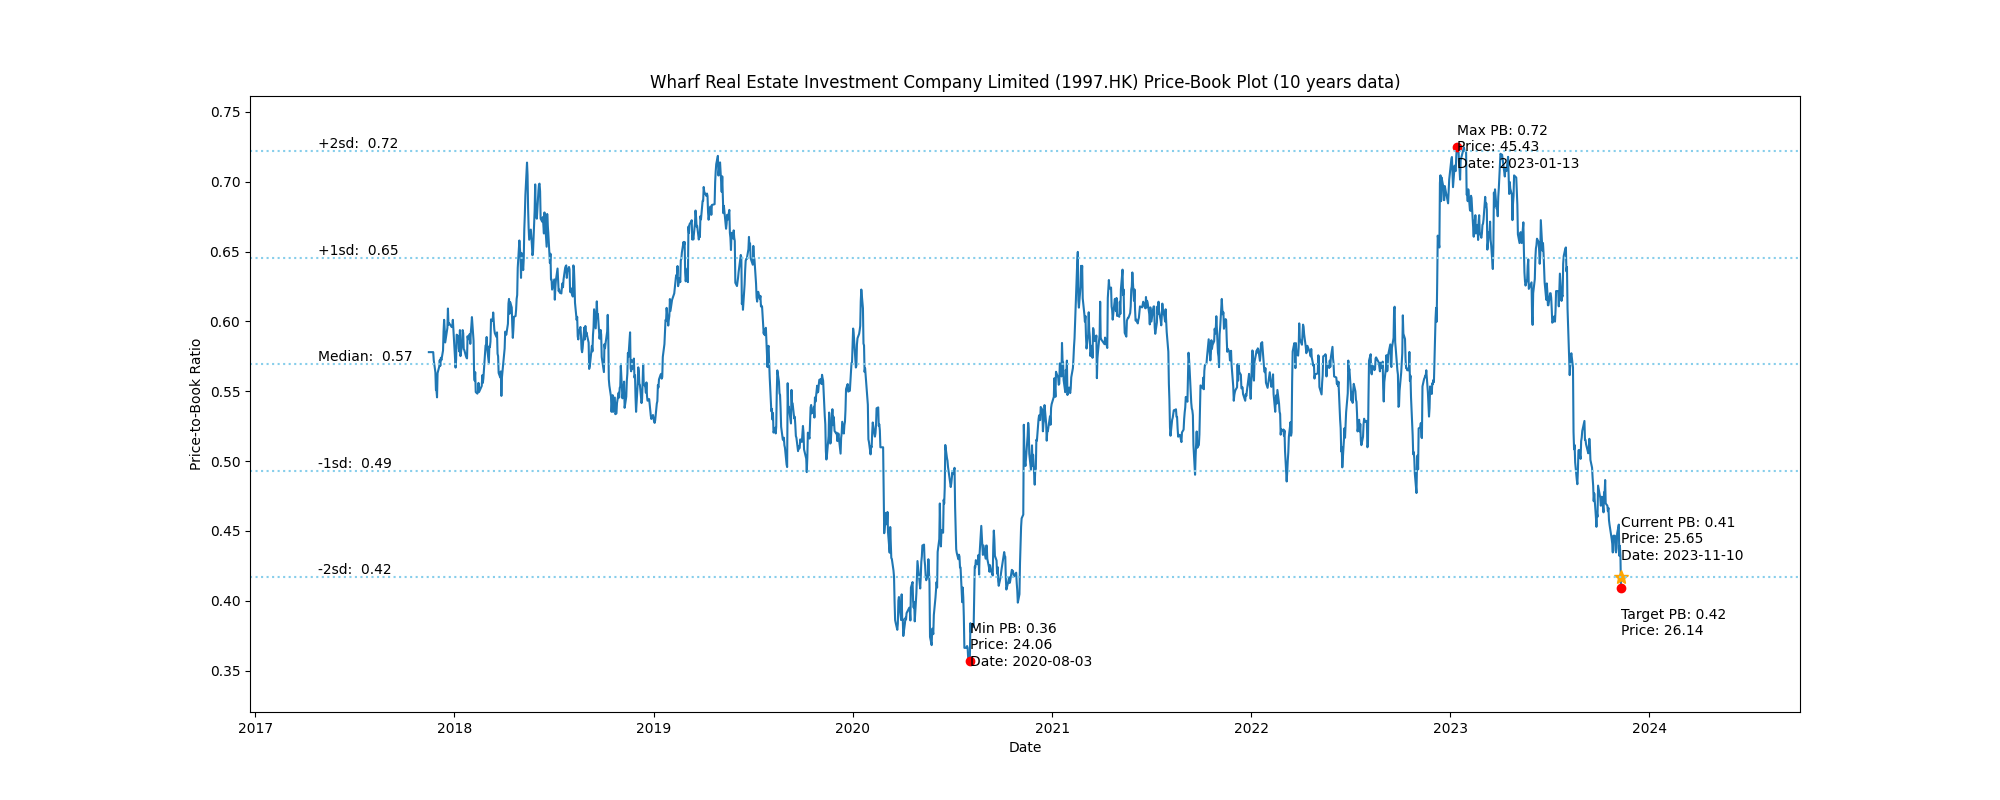 Wharf Real Estate Investment Company Limited (1997.HK) Price-Book Plot (10 years data)
Price-to-Book Ratio
0.75
0.70
0.65
0.60
0.55
0.50
0.45
0.40
0.35
+2sd: 0.72
+1sd: 0.65
Median: 0.57
-1sd: 0.49
-2sd: 0.42
Max PB: 0.72
Price: 45.43
Date: 2023-01-13
Current PB: 0.41
Price: 25.65
Date: 2023-11-10
Target PB: 0.42
Price: 26.14
Min PB: 0.36
Price: 24.06
Date: 2020-08-03
2017
2018
2019
2020
2021
2022
2023
2024
Date